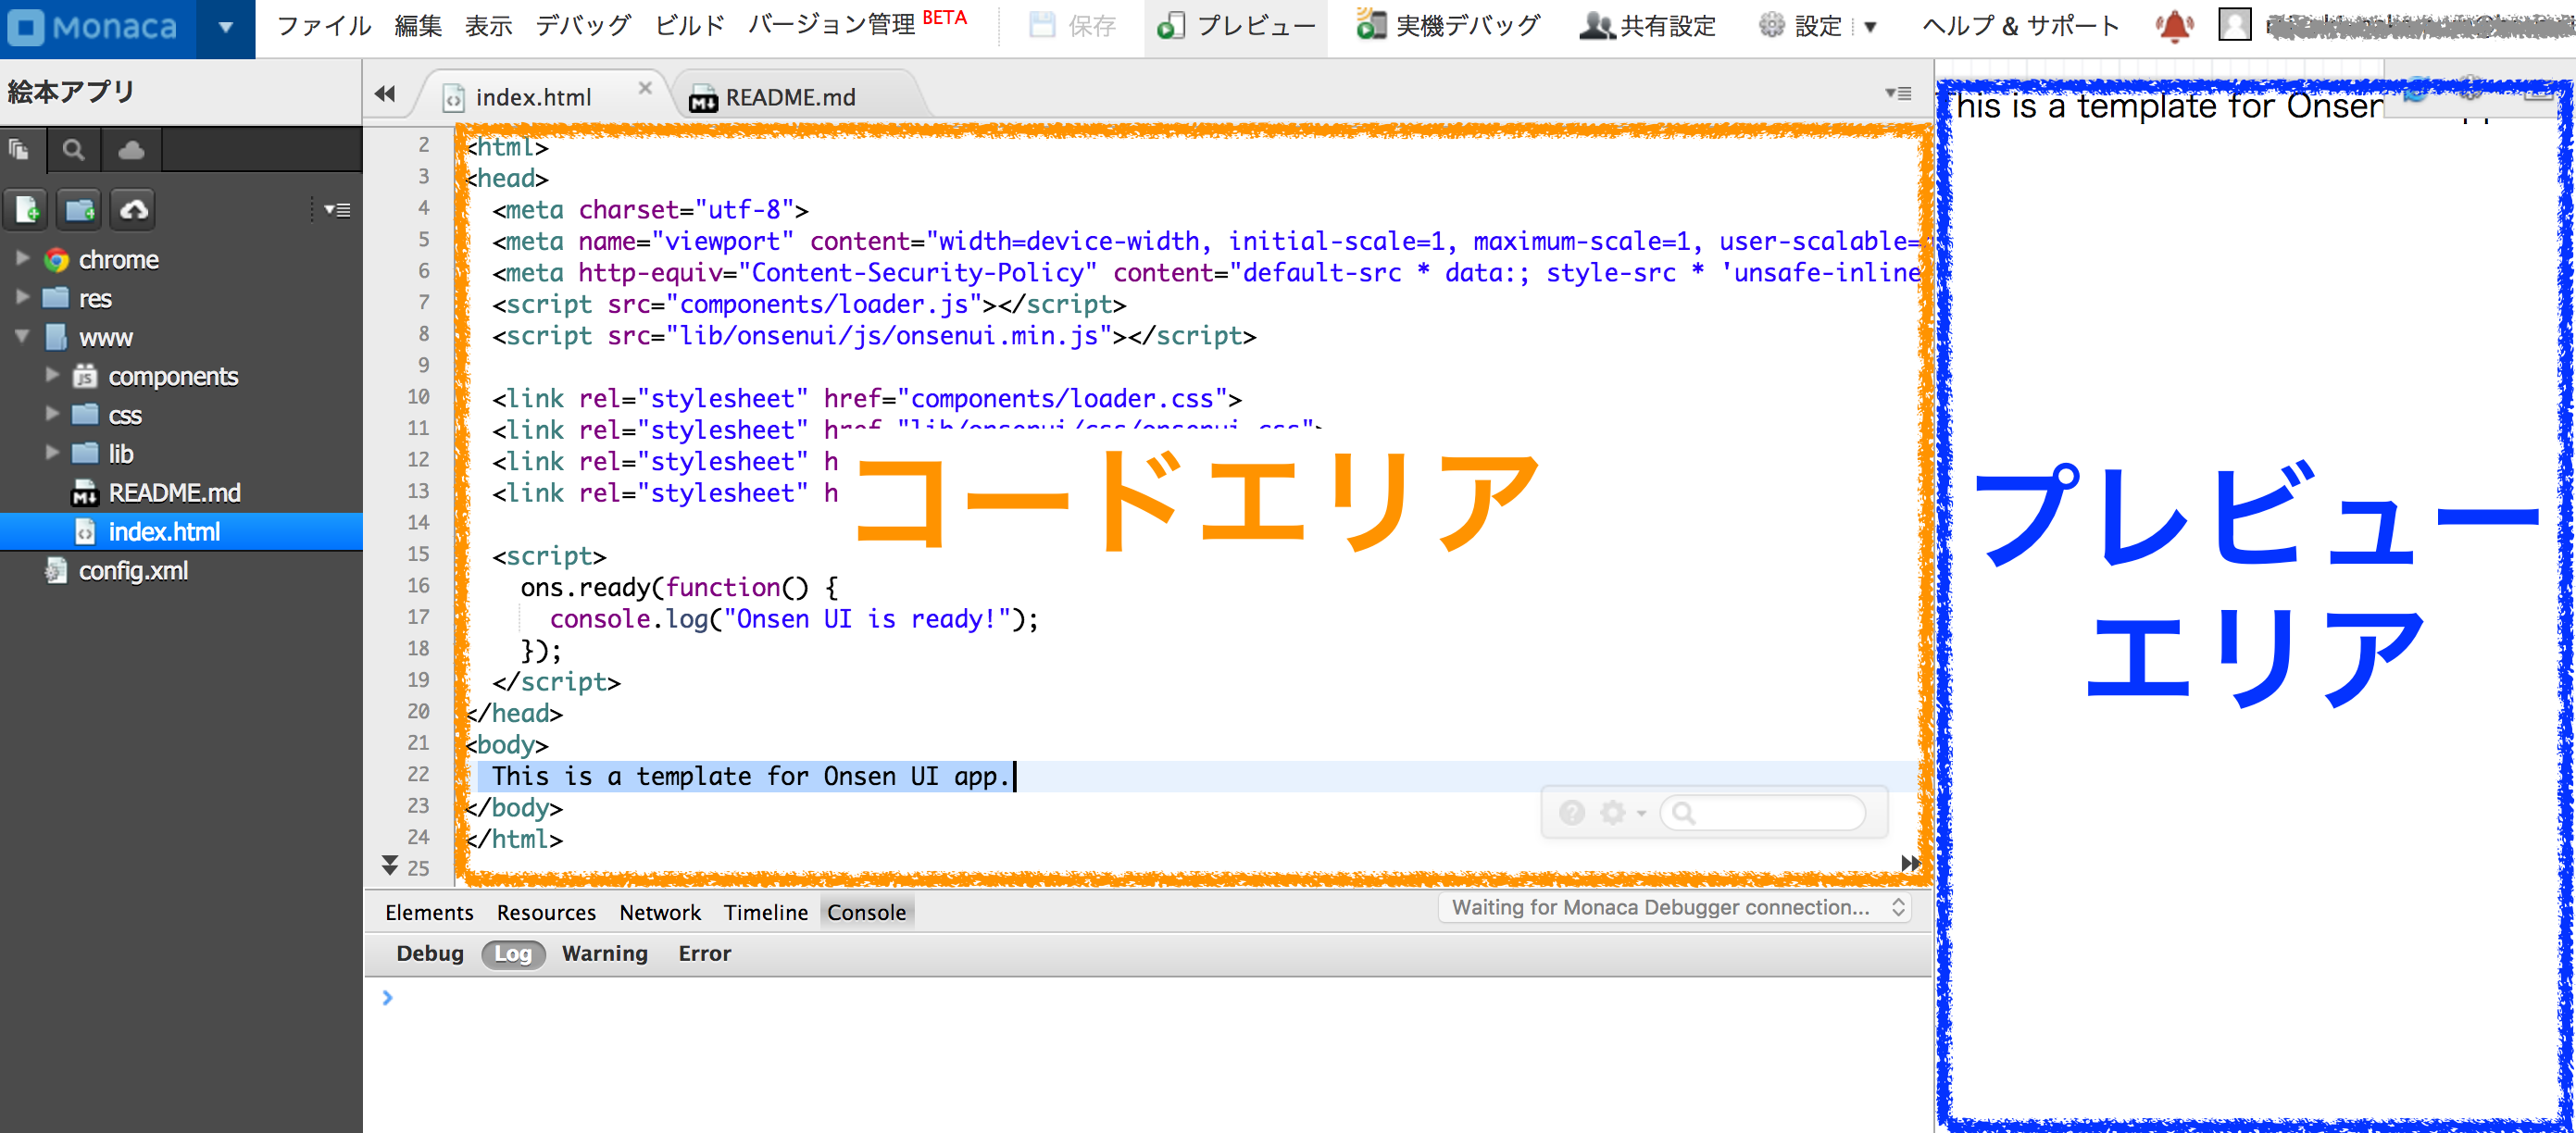 Monaca ファイル 編集 表示 デバッグ ビルド バージョン管理 BETA 保存 プレビュー 実機デバッグ 共有設定 設定 ヘルプ & サポート
絵本アプリ
chrome
res
www
components
css
lib
README.md
index.html
config.xml
index.html README.md
2 <html>
3 <head>
4 <meta charset="utf-8">
5 <meta name="viewport" content="width=device-width, initial-scale=1, maximum-scale=1, user-scalable=
6 <meta http-equiv="Content-Security-Policy" content="default-src * data:; style-src * 'unsafe-inline
7 <script src="components/loader.js"></script>
8 <script src="lib/onsenui/js/onsenui.min.js"></script>
9
10 <link rel="stylesheet" href="components/loader.css">
11 <link rel="stylesheet" href="lib/onsenui/css/onsenui.css">
12 <link rel="stylesheet" h
13 <link rel="stylesheet" h
14
15 <script>
16 ons.ready(function() {
17 console.log("Onsen UI is ready!");
18 });
19 </script>
20 </head>
21 <body>
22 This is a template for Onsen UI app.
23 </body>
24 </html>
25
コードエリア
Elements Resources Network Timeline Console Waiting for Monaca Debugger connection...
Debug Log Warning Error
This is a template for Onsen
プレビュー
エリア